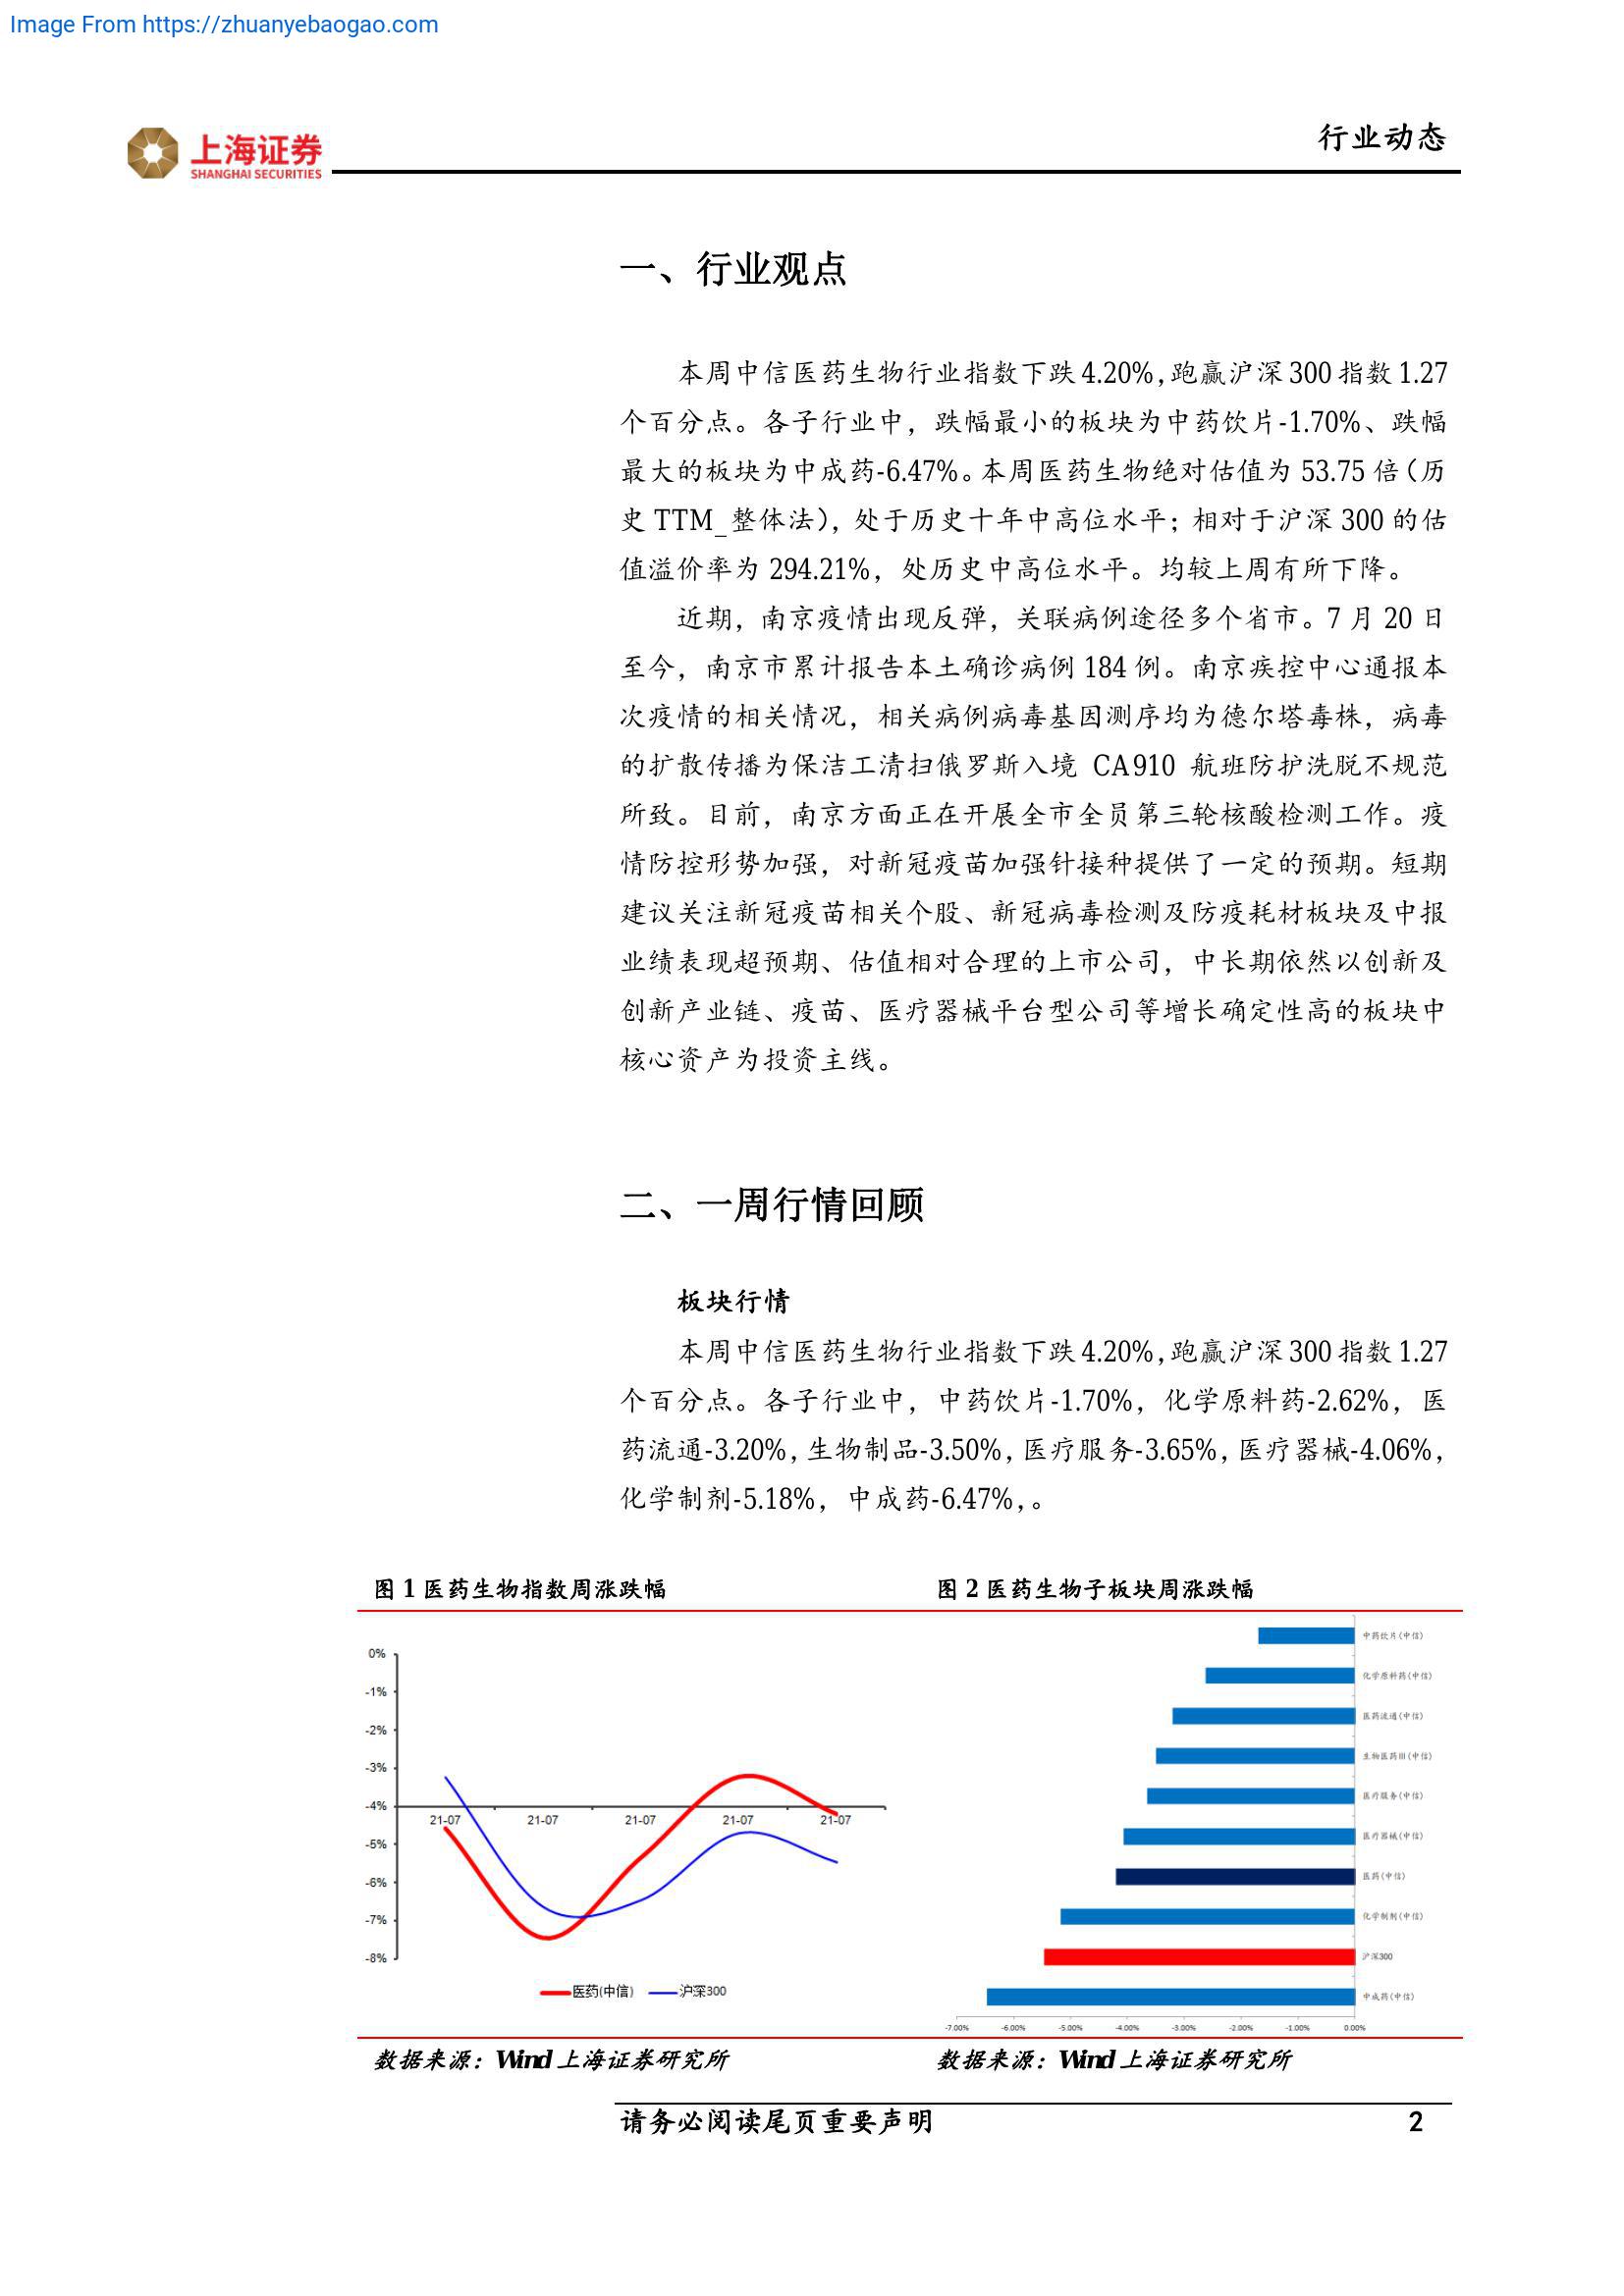 Image From https://zhuanyebaogao.com
上海证券
SHANGHAI SECURITIES
行业动态
一、行业观点
本周中信医药生物行业指数下跌4.20%，跑赢沪深300指数1.27
个百分点。各子行业中，跌幅最小的板块为中药饮片-1.70%、跌幅
最大的板块为中成药-6.47%。本周医药生物绝对估值为 53.75 倍（历
史 TTM_整体法），处于历史十年中高位水平；相对于沪深 300 的估
值溢价率为 294.21%，处历史中高位水平。均较上周有所下降。
近期，南京疫情出现反弹，关联病例途径多个省市。7 月 20 日
至今，南京市累计报告本土确诊病例 184 例。南京疾控中心通报本
次疫情的相关情况，相关病例病毒基因测序均为德尔塔毒株，病毒
的扩散传播为保洁工清扫俄罗斯入境 CA910 航班防护洗脱不规范
所致。目前，南京方面正在开展全市全员第三轮核酸检测工作。疫
情防控形势加强，对新冠疫苗加强针接种提供了一定的预期。短期
建议关注新冠疫苗相关个股、新冠病毒检测及防疫耗材板块及中报
业绩表现超预期、估值相对合理的上市公司，中长期依然以创新及
创新产业链、疫苗、医疗器械平台型公司等增长确定性高的板块中
核心资产为投资主线。
二、一周行情回顾
板块行情
本周中信医药生物行业指数下跌4.20%，跑赢沪深300指数1.27
个百分点。各子行业中，中药饮片-1.70%，化学原料药-2.62%，医
药流通-3.20%，生物制品-3.50%，医疗服务-3.65%，医疗器械-4.06%，
化学制剂-5.18%，中成药-6.47%，。
图 1 医药生物指数周涨跌幅
0%
-1%
-2%
-3%
-4%
-5%
-6%
-7%
-8%
21-07 21-07 21-07 21-07 21-07
医药(中信) 沪深300
图 2 医药生物子板块周涨跌幅
中药饮片(中信)
化学原料药(中信)
医药流通(中信)
生物医药III(中信)
医疗服务(中信)
医疗器械(中信)
医药(中信)
化学制剂(中信)
沪深300
中成药(中信)
-7.00% -6.00% -5.00% -4.00% -3.00% -2.00% -1.00% 0.00%
数据来源：Wind 上海证券研究所
数据来源：Wind 上海证券研究所
请务必阅读尾页重要声明 2